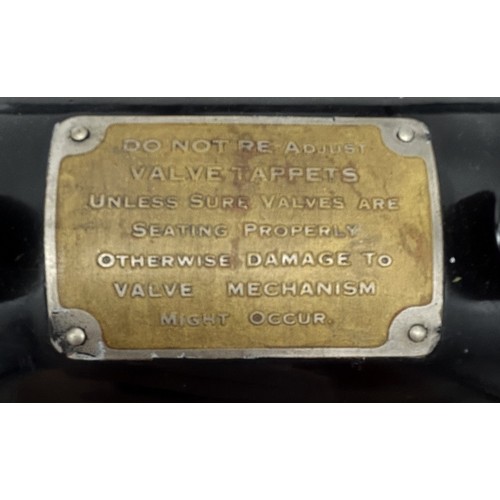 DO NOT RE-ADJUST
VALVE TAPPETS
UNLESS SURE VALVES ARE
SEATING PROPERLY
OTHERWISE DAMAGE TO
VALVE MECHANISM
MIGHT OCCUR.